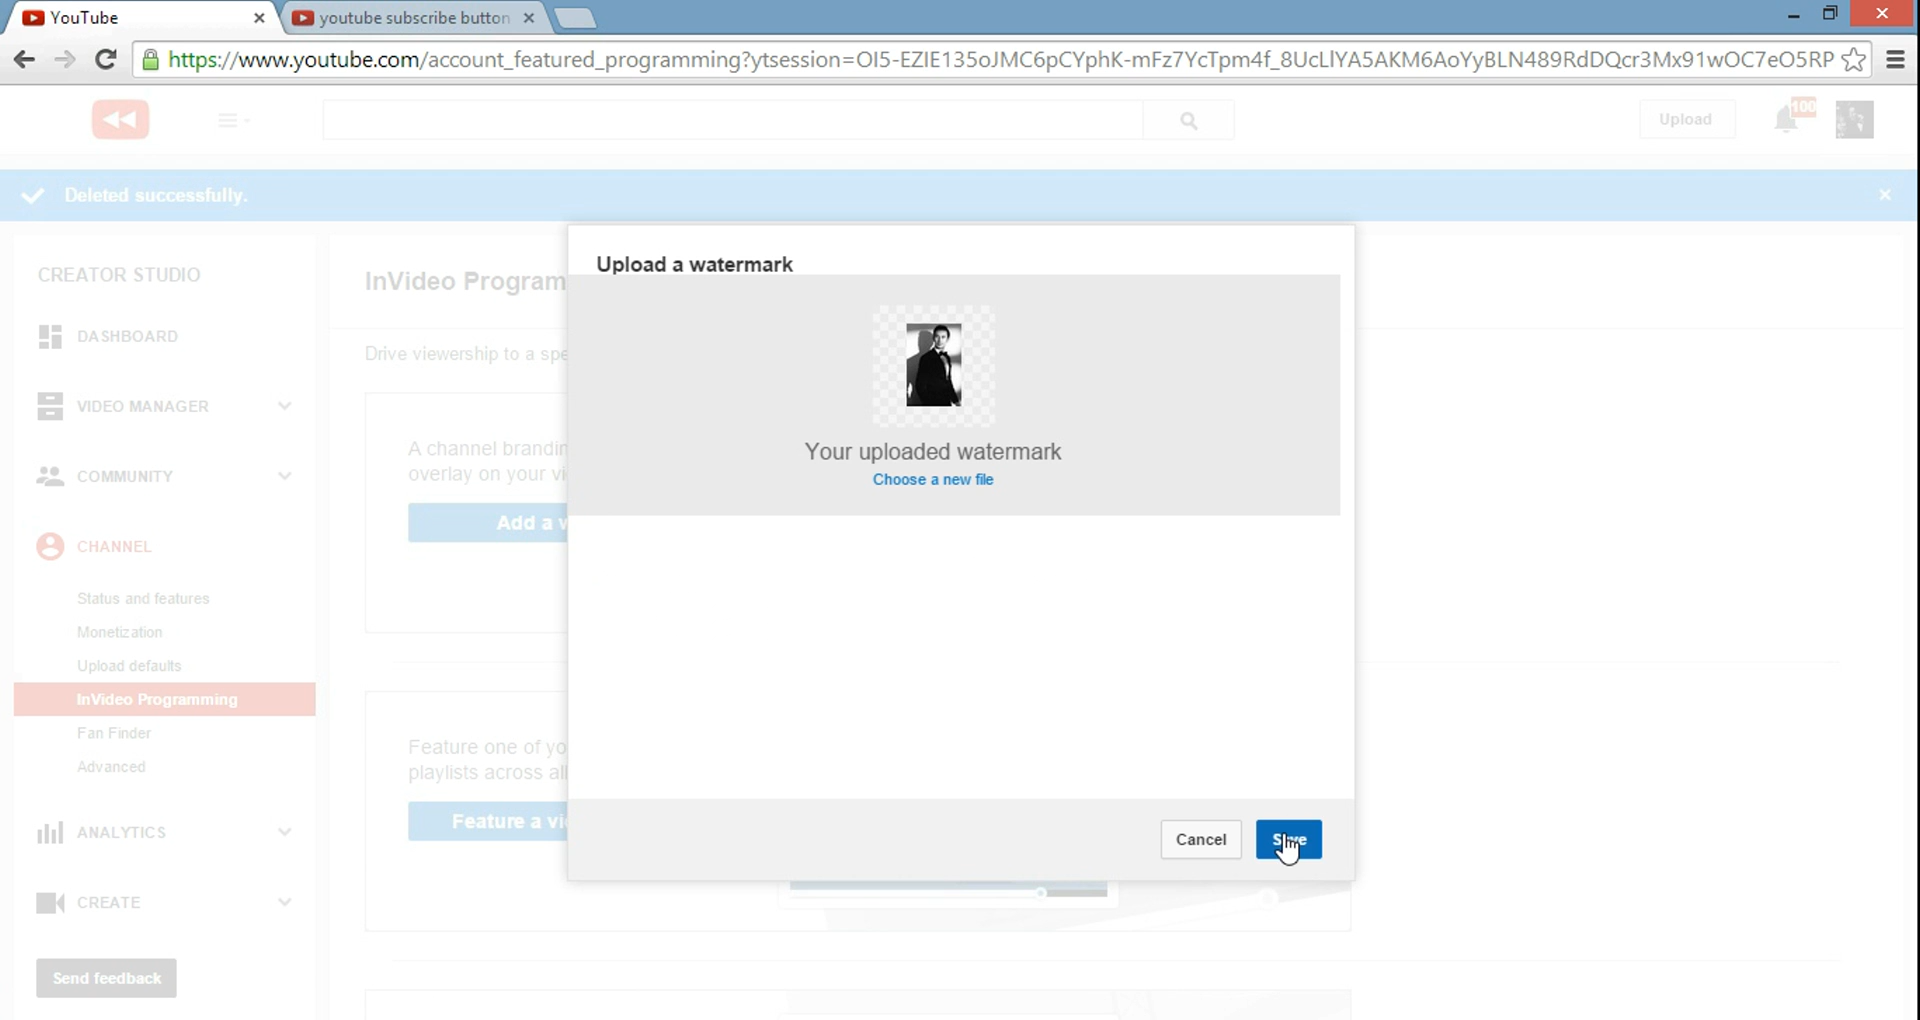 YouTube
youtube subscribe button
https://www.youtube.com/account_featured_programming?ytsession=OI5-EZIE135oJMC6pCYphK-mFz7YcTpm4f_8UcLlYA5AKM6AoYyBLN489RdDQcr3Mx91wOC7eO5RP
Upload
100
Deleted successfully.
CREATOR STUDIO
DASHBOARD
VIDEO MANAGER
COMMUNITY
CHANNEL
Status and features
Monetization
Upload defaults
InVideo Programming
Fan Finder
Advanced
ANALYTICS
CREATE
Send feedback
InVideo Program
Drive viewership to a spe
A channel brandin
overlay on your vi
Add a w
Feature one of yo
playlists across all
Feature a vi
Upload a watermark
Your uploaded watermark
Choose a new file
Cancel
Save